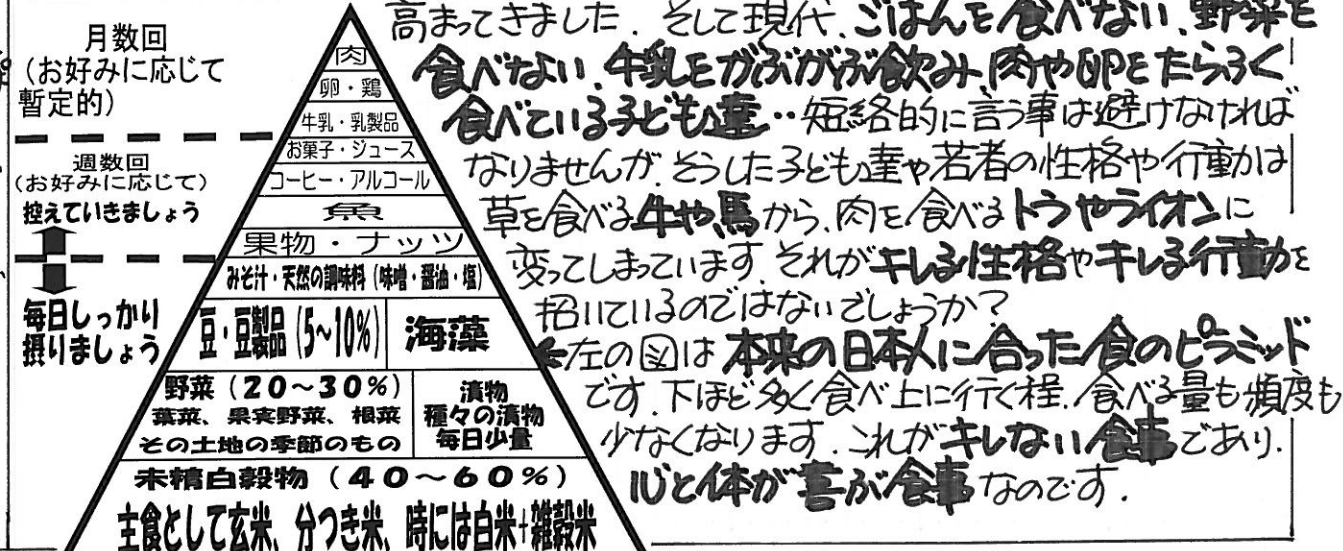 月数回
(お好みに応じて
暫定的)
週数回
(お好みに応じて)
控えていきましょう
毎日しっかり
摂りましょう
肉
卵・鶏
牛乳・乳製品
お菓子・ジュース
コーヒー・アルコール
魚
果物・ナッツ
みそ汁・天然の調味料(味噌・醤油・塩)
豆・豆製品(5~10%)
海藻
野菜(20~30%)
葉菜、果実野菜、根菜
その土地の季節のもの
漬物
種々の漬物
毎日少量
未精白穀物(40~60%)
主食として玄米、分つき米、時には白米+雑穀米
高まってきました。そして現代、ごはんを食べない、野菜を
食べない、牛乳をがぶがぶ飲み、肉や卵をたらふく
食べている子ども達…短絡的に言う事は避けなければ
なりませんが、そうした子ども達や若者の性格や行動は
草を食べる牛や馬から、肉を食べるトラやライオンに
変ってしまっています。それがキレる性格やキレる行動を
招いているのではないでしょうか?
←左の図は本来の日本人に合った食のピラミッド
です。下ほど多く食べ上に行く程、食べる量も頻度も
少なくなります。これがキレない食事であり、
心と体が喜ぶ食事なのです。